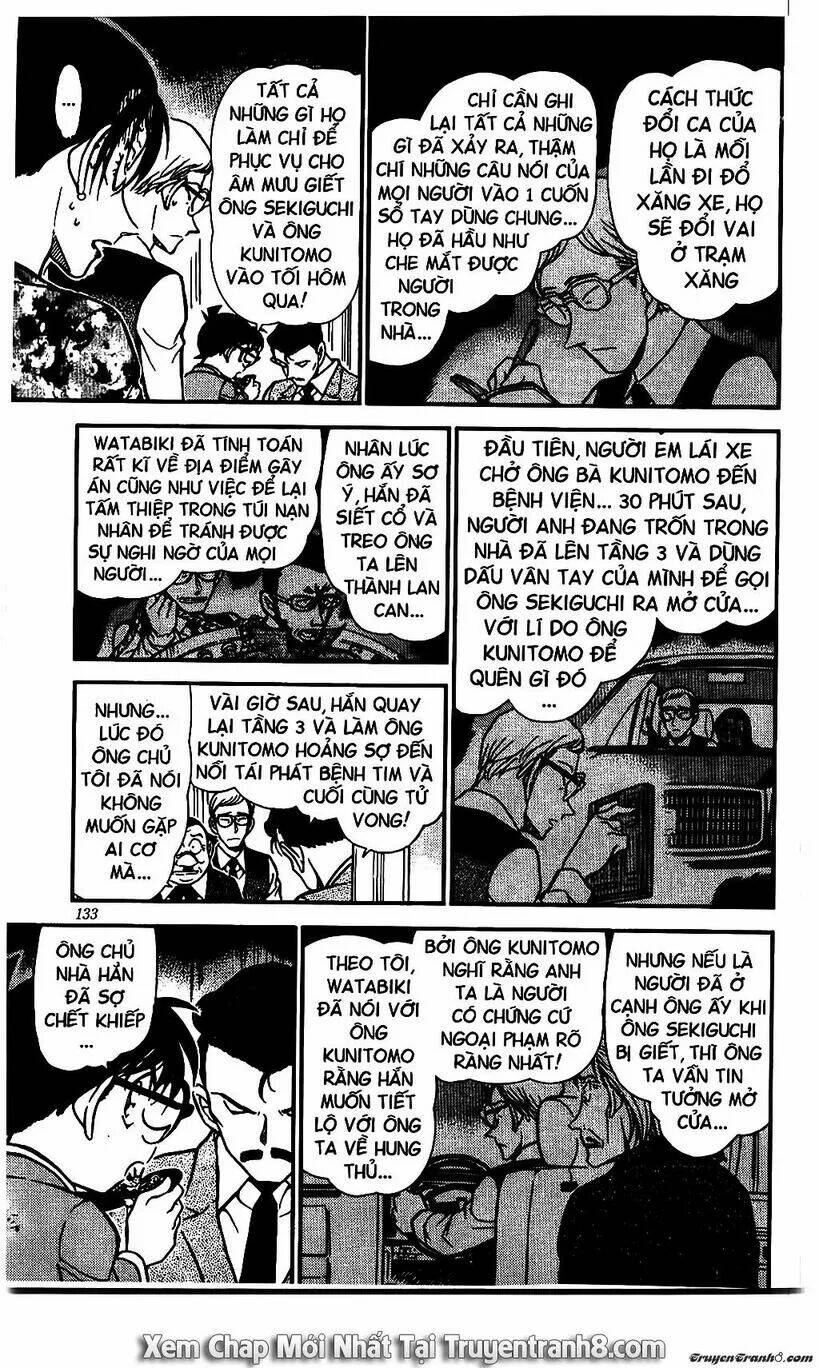 CÁCH THỨC
ĐỔI CA CỦA
HỌ LÀ MỖI
LẦN ĐI ĐỔ
XĂNG XE, HỌ
SẼ ĐỔI VAI
Ở TRẠM
XĂNG
CHỈ CẦN GHI
LẠI TẤT CẢ NHỮNG
GÌ ĐÃ XẢY RA, THẬM
CHÍ NHỮNG CÂU NÓI CỦA
MỌI NGƯỜI VÀO 1 CUỐN
SỔ TAY DÙNG CHUNG...
HỌ ĐÃ HẦU NHƯ
CHE MẮT ĐƯỢC
NGƯỜI
TRONG
NHÀ...
TẤT CẢ
NHỮNG GÌ HỌ
LÀM CHỈ ĐỂ
PHỤC VỤ CHO
ÂM MƯU GIẾT
ÔNG SEKIGUCHI
VÀ ÔNG
KUNITOMO
VÀO TỐI HÔM
QUA!
...
ĐẦU TIÊN, NGƯỜI EM LÁI XE
CHỞ ÔNG BÀ KUNITOMO ĐẾN
BỆNH VIỆN... 30 PHÚT SAU,
NGƯỜI ANH ĐANG TRỐN TRONG
NHÀ ĐÃ LÊN TẦNG 3 VÀ DÙNG
DẤU VÂN TAY CỦA MÌNH ĐỂ GỌI
ÔNG SEKIGUCHI RA MỞ CỬA...
VỚI LÍ DO ÔNG
KUNITOMO ĐỂ
QUÊN GÌ ĐÓ
...
NHÂN LÚC
ÔNG ẤY SƠ
Ý, HẮN ĐÃ
SIẾT CỔ VÀ
TREO ÔNG
TA LÊN
THÀNH LAN
CAN...
WATABIKI ĐÃ TÍNH TOÁN
RẤT KĨ VỀ ĐỊA ĐIỂM GÂY
ÁN CŨNG NHƯ VIỆC ĐỂ LẠI
TẤM THIỆP TRONG TÚI NẠN
NHÂN ĐỂ TRÁNH ĐƯỢC
SỰ NGHI NGỜ CỦA MỌI
NGƯỜI...
VÀI GIỜ SAU, HẮN QUAY
LẠI TẦNG 3 VÀ LÀM ÔNG
KUNITOMO HOẢNG SỢ ĐẾN
NỖI TÁI PHÁT BỆNH TIM VÀ
CUỐI CÙNG TỬ
VONG!
NHƯNG...
LÚC ĐÓ
ÔNG CHỦ
TÔI ĐÃ NÓI
KHÔNG
MUỐN GẶP
AI CƠ
MÀ...
133
NHƯNG NẾU LÀ
NGƯỜI ĐÃ Ở
CẠNH ÔNG ẤY KHI
ÔNG SEKIGUCHI
BỊ GIẾT, THÌ ÔNG
TA VẪN TIN
TƯỞNG MỞ
CỬA...
BỞI ÔNG KUNITOMO
NGHĨ RẰNG ANH
TA LÀ NGƯỜI
CÓ CHỨNG CỨ
NGOẠI PHẠM RÕ
RÀNG NHẤT!
THEO TÔI,
WATABIKI
ĐÃ NÓI VỚI
ÔNG
KUNITOMO
RẰNG HẮN
MUỐN TIẾT
LỘ VỚI ÔNG
TA VỀ HUNG
THỦ...
ÔNG CHỦ
NHÀ HẲN
ĐÃ SỢ
CHẾT KHIẾP
...
Xem Chap Mới Nhất Tại Truyentranh8.com
TruyenTranh8.com